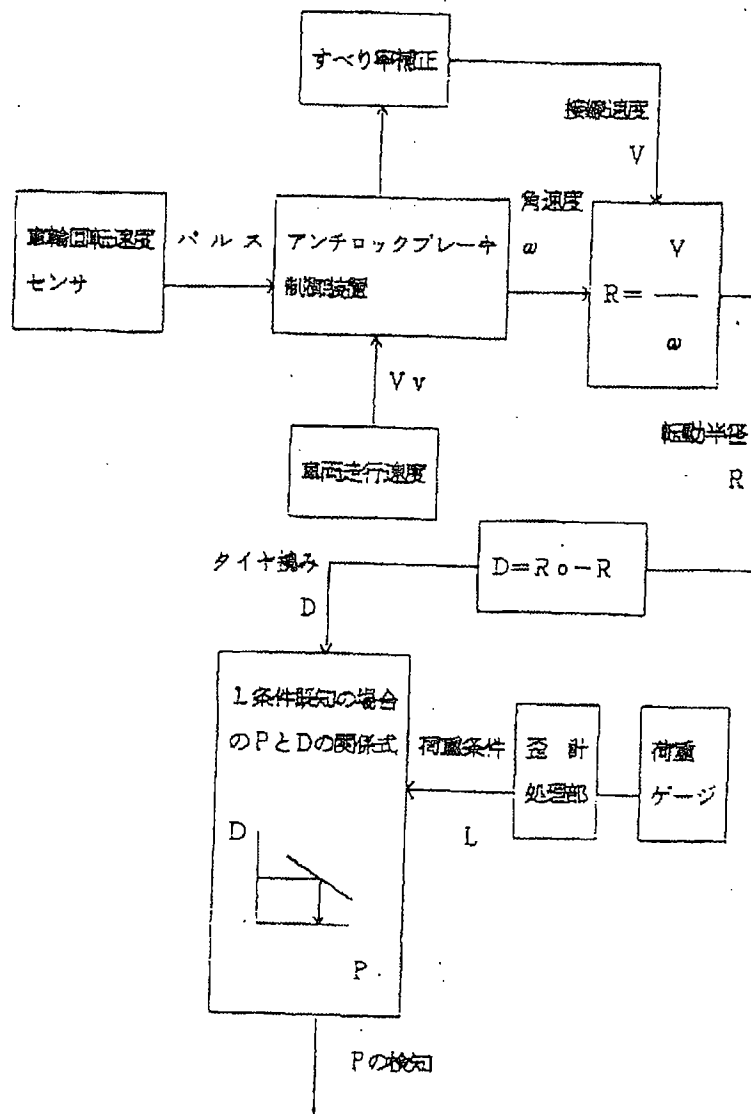 すべり率補正
接線速度
V
車輪回転速度
センサ
パルス
アンチロックブレーキ
制御装置
角速度
ω
R=
V
ω
Vv
車両走行速度
転動半径
R
タイヤ撓み
D
D=Ro-R
L条件既知の場合
のPとDの関係式
D
P
荷重条件
L
歪計
処理部
荷重
ゲージ
Pの検知